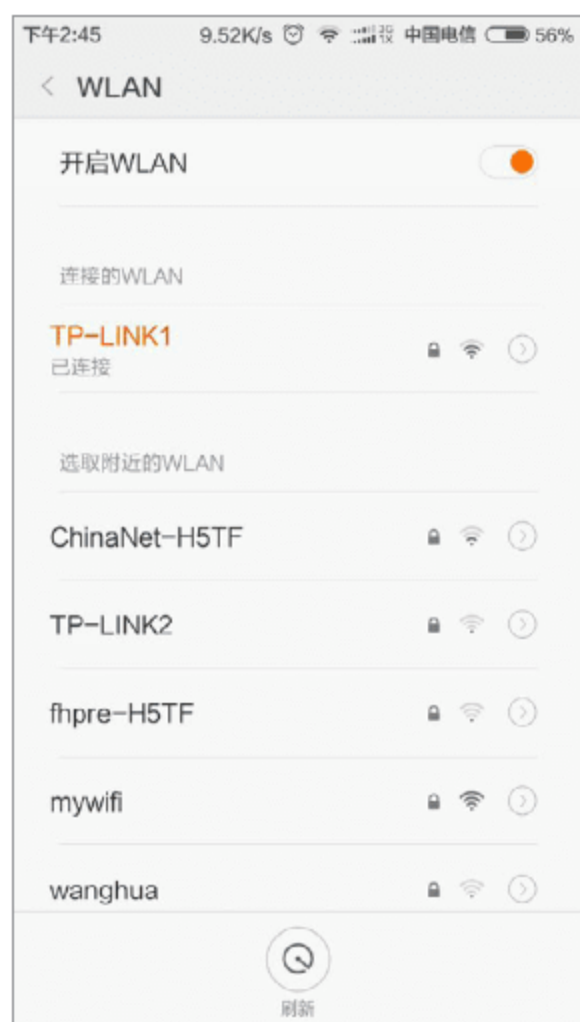 下午2:45 9.52K/s 中国电信 56%
WLAN
开启WLAN
连接的WLAN
TP-LINK1
已连接
选取附近的WLAN
ChinaNet-H5TF
TP-LINK2
fhpre-H5TF
mywifi
wanghua
刷新